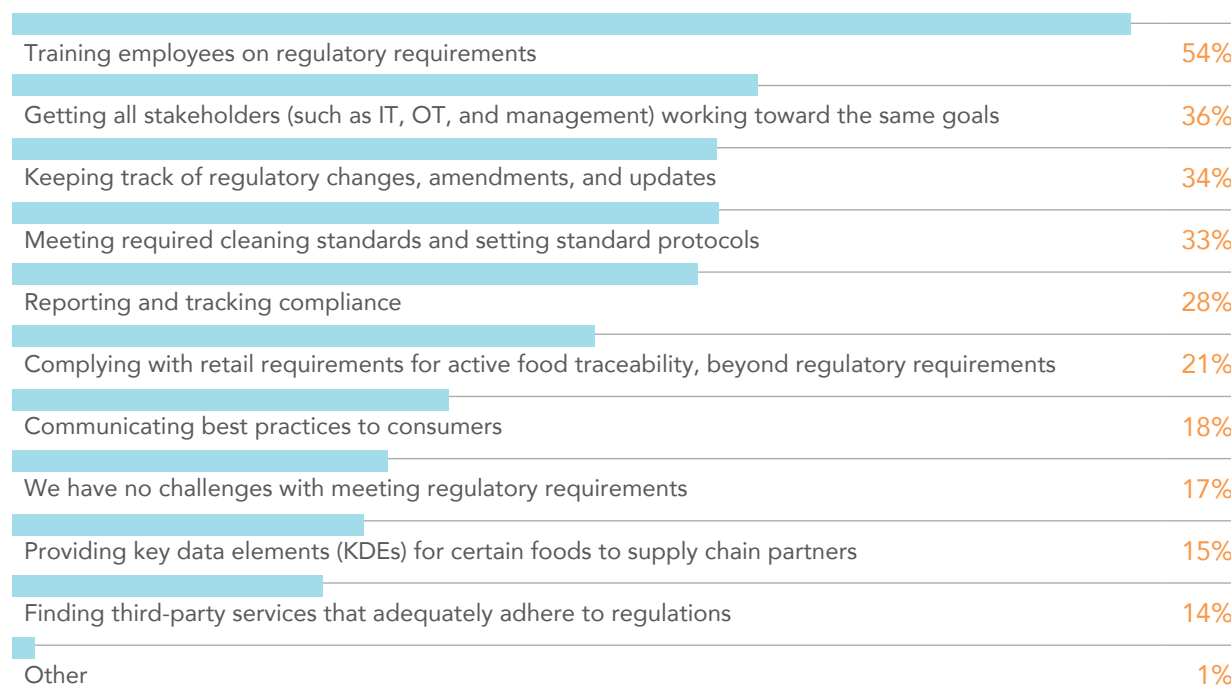 Training employees on regulatory requirements 54%
Getting all stakeholders (such as IT, OT, and management) working toward the same goals 36%
Keeping track of regulatory changes, amendments, and updates 34%
Meeting required cleaning standards and setting standard protocols 33%
Reporting and tracking compliance 28%
Complying with retail requirements for active food traceability, beyond regulatory requirements 21%
Communicating best practices to consumers 18%
We have no challenges with meeting regulatory requirements 17%
Providing key data elements (KDEs) for certain foods to supply chain partners 15%
Finding third-party services that adequately adhere to regulations 14%
Other 1%